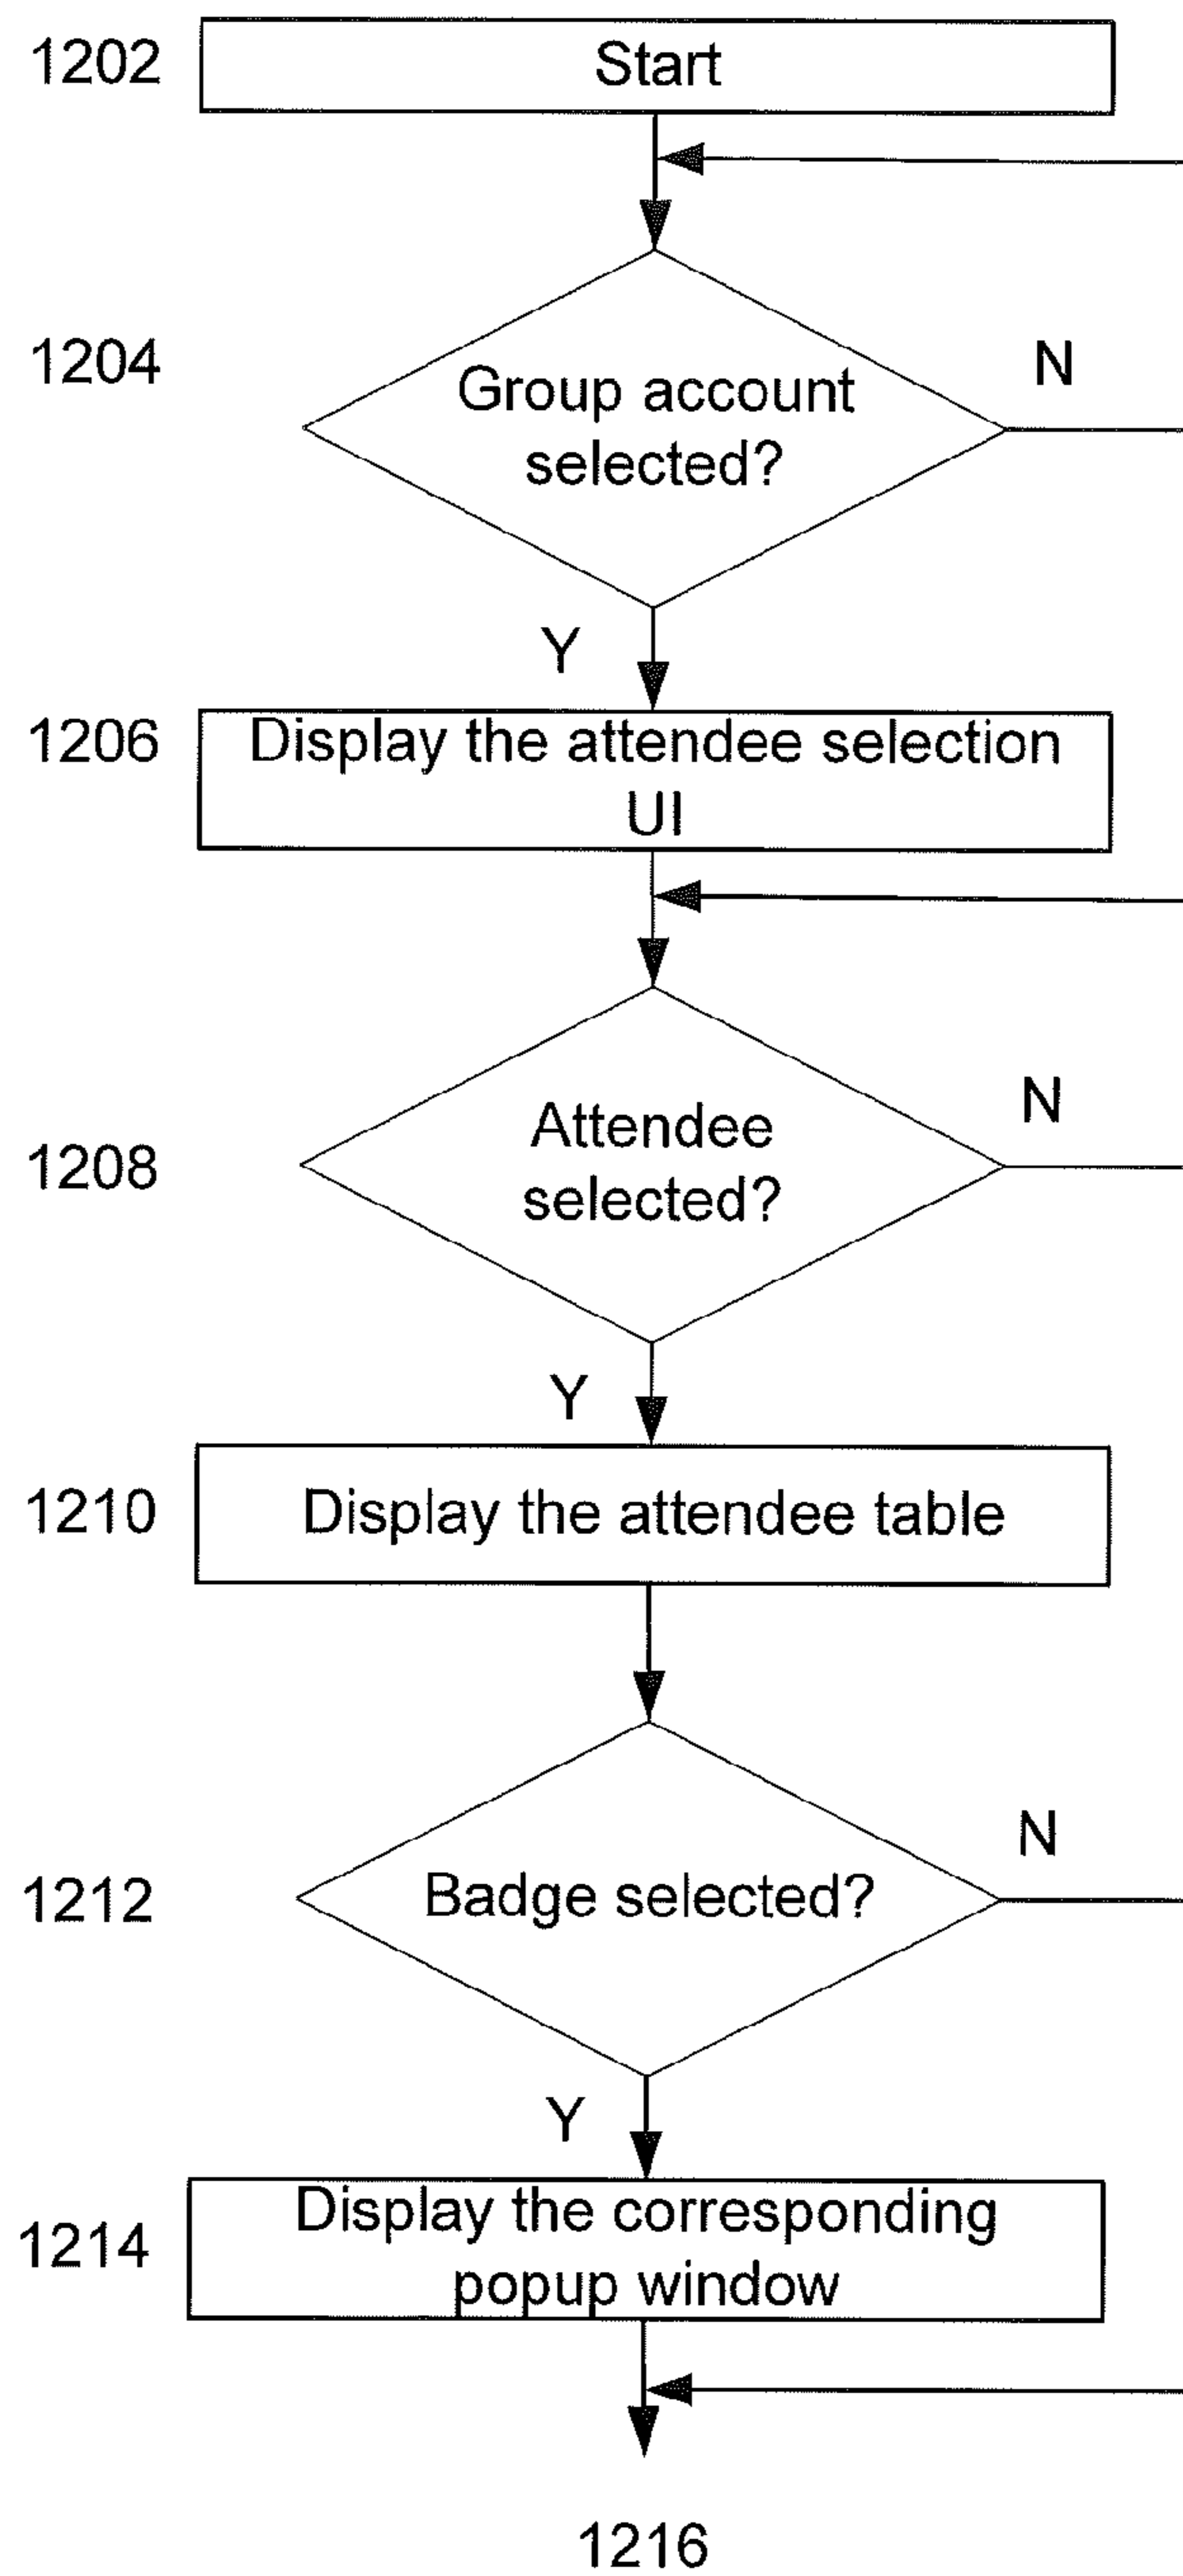 1202
Start
1204
Group account
selected?
N
Y
1206
Display the attendee selection
UI
1208
Attendee
selected?
N
Y
1210
Display the attendee table
1212
Badge selected?
N
Y
1214
Display the corresponding
popup window
1216